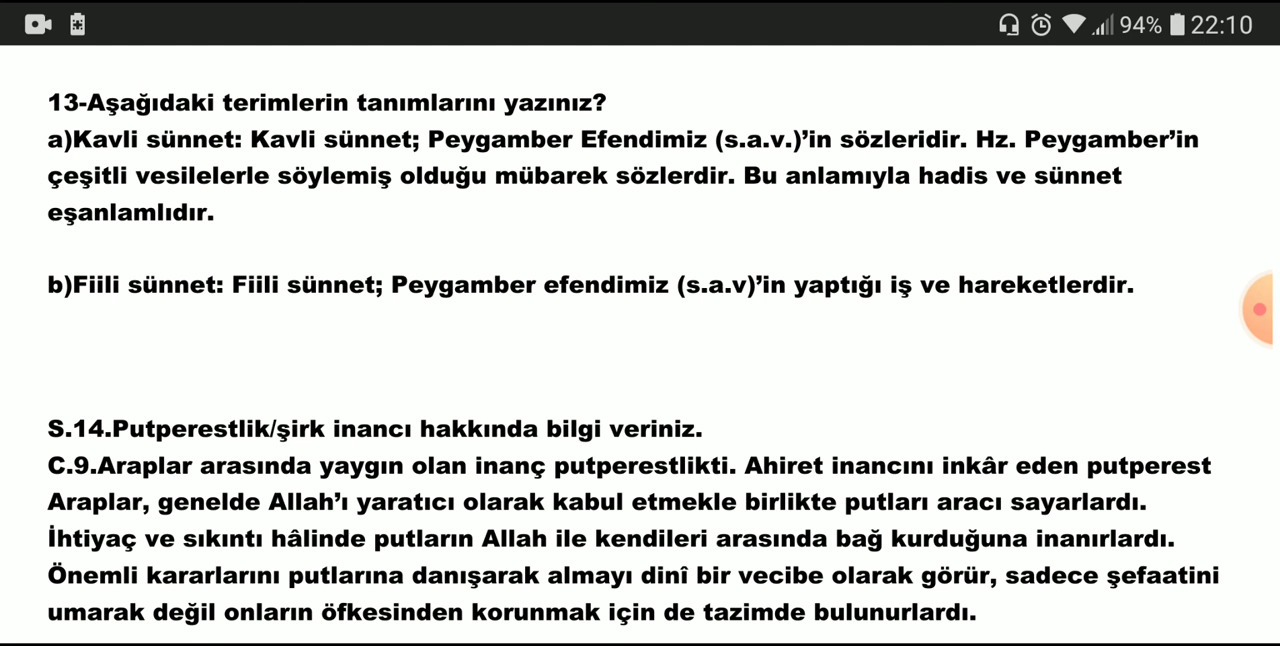 94% 22:10
13-Aşağıdaki terimlerin tanımlarını yazınız?
a)Kavli sünnet: Kavli sünnet; Peygamber Efendimiz (s.a.v.)’in sözleridir. Hz. Peygamber’in
çeşitli vesilelerle söylemiş olduğu mübarek sözlerdir. Bu anlamıyla hadis ve sünnet
eşanlamlıdır.
b)Fiili sünnet: Fiili sünnet; Peygamber efendimiz (s.a.v)’in yaptığı iş ve hareketlerdir.
S.14.Putperestlik/şirk inancı hakkında bilgi veriniz.
C.9.Araplar arasında yaygın olan inanç putperestlikti. Ahiret inancını inkâr eden putperest
Araplar, genelde Allah’ı yaratıcı olarak kabul etmekle birlikte putları aracı sayarlardı.
İhtiyaç ve sıkıntı hâlinde putların Allah ile kendileri arasında bağ kurduğuna inanırlardı.
Önemli kararlarını putlarına danışarak almayı dinî bir vecibe olarak görür, sadece şefaatini
umarak değil onların öfkesinden korunmak için de tazimde bulunurlardı.